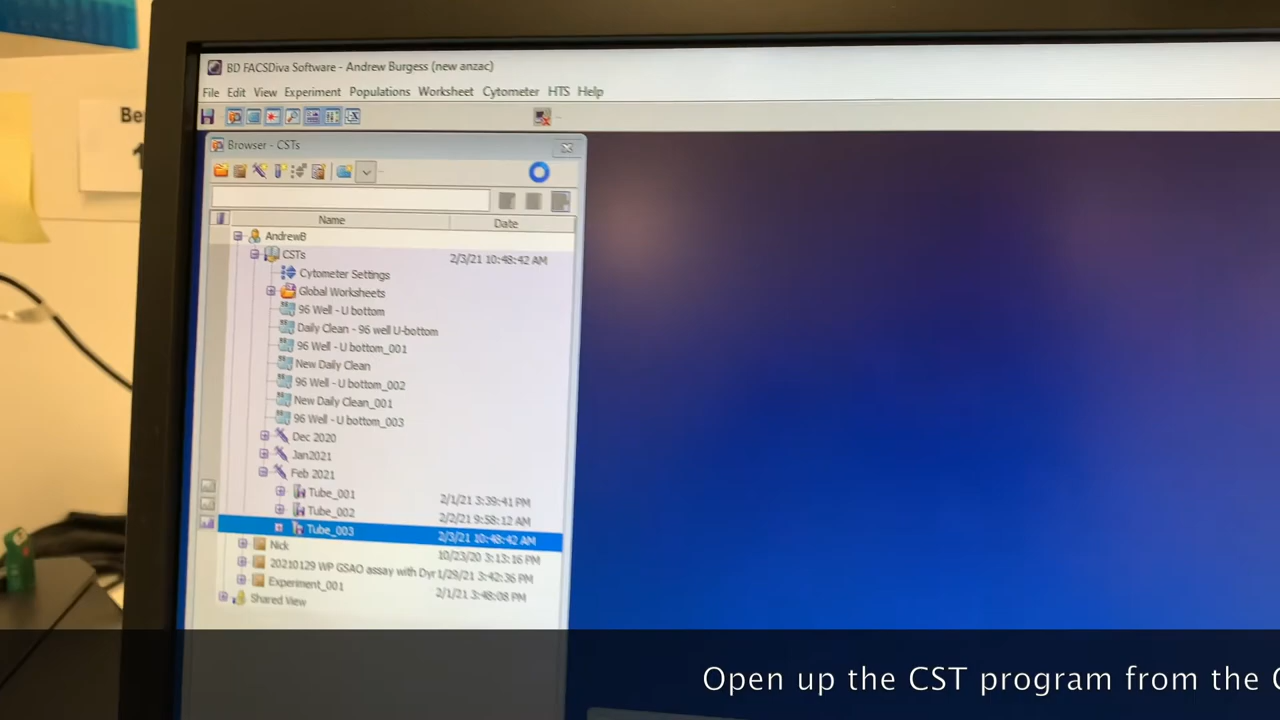 BD FACSDiva Software - Andrew Burgess (new anzac)
File Edit View Experiment Populations Worksheet Cytometer HTS Help
Be
1
Browser - CSTs
Name Date
AndrewB
CSTs 2/3/21 10:48:42 AM
Cytometer Settings
Global Worksheets
96 Well - U bottom
Daily Clean - 96 well U-bottom
96 Well - U bottom_001
New Daily Clean
96 Well - U bottom_002
New Daily Clean_001
96 Well - U bottom_003
Dec 2020
Jan2021
Feb 2021
Tube_001 2/1/21 3:39:41 PM
Tube_002 2/2/21 9:58:12 AM
Tube_003 2/3/21 10:48:42 AM
Nick 10/23/20 3:13:16 PM
20210129 WP GSAO assay with Dyr 1/29/21 3:42:36 PM
Experiment_001 2/1/21 3:48:08 PM
Shared View
Open up the CST program from the C